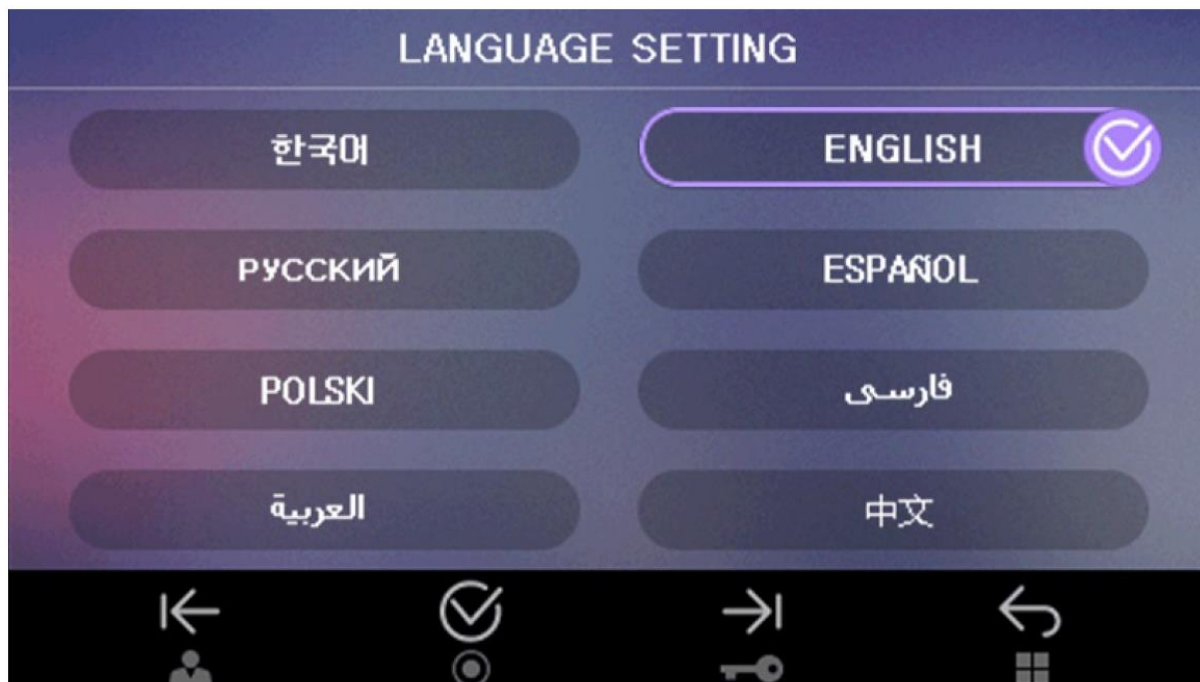 LANGUAGE SETTING
한국어
ENGLISH
РУССКИЙ
ESPAÑOL
POLSKI
فارسی
العربية
中文